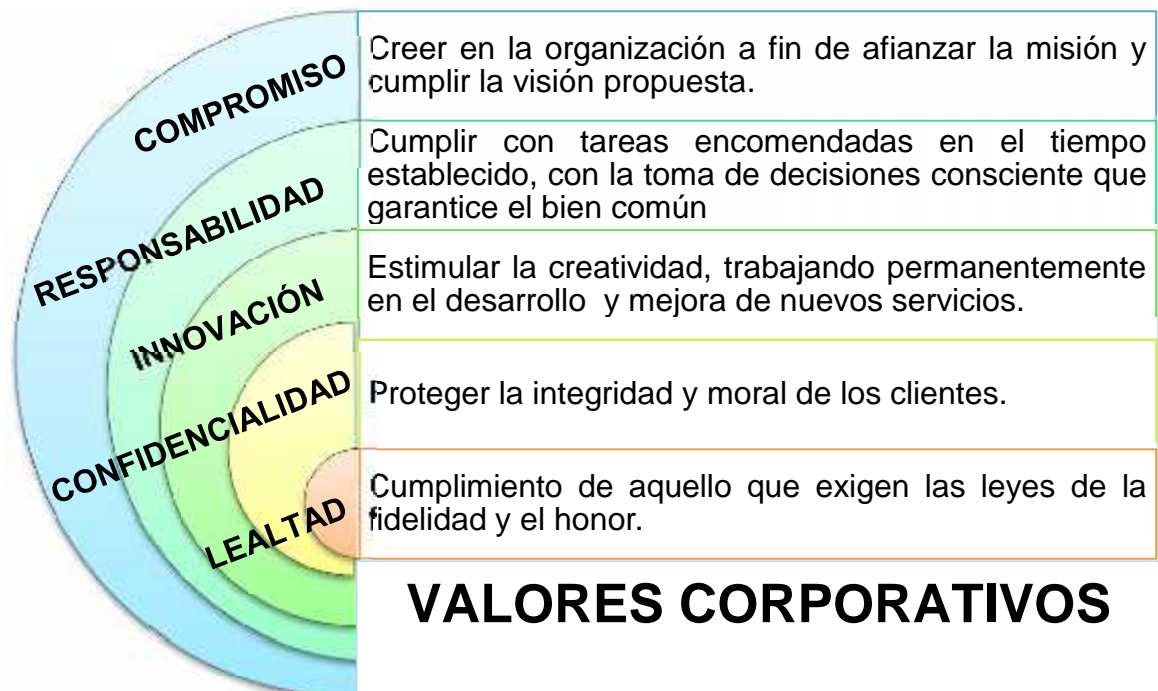 COMPROMISO
Creer en la organización a fin de afianzar la misión y
cumplir la visión propuesta.
RESPONSABILIDAD
Cumplir con tareas encomendadas en el tiempo
establecido, con la toma de decisiones consciente que
garantice el bien común
INNOVACIÓN
Estimular la creatividad, trabajando permanentemente
en el desarrollo y mejora de nuevos servicios.
CONFIDENCIALIDAD
Proteger la integridad y moral de los clientes.
LEALTAD
Cumplimiento de aquello que exigen las leyes de la
fidelidad y el honor.
VALORES CORPORATIVOS